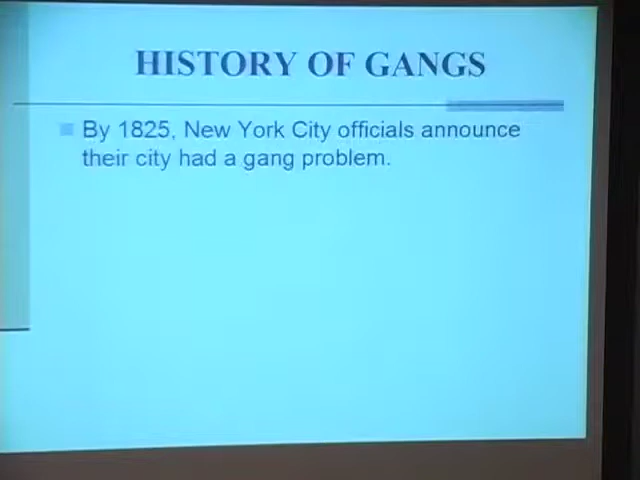 HISTORY OF GANGS
By 1825, New York City officials announce
their city had a gang problem.